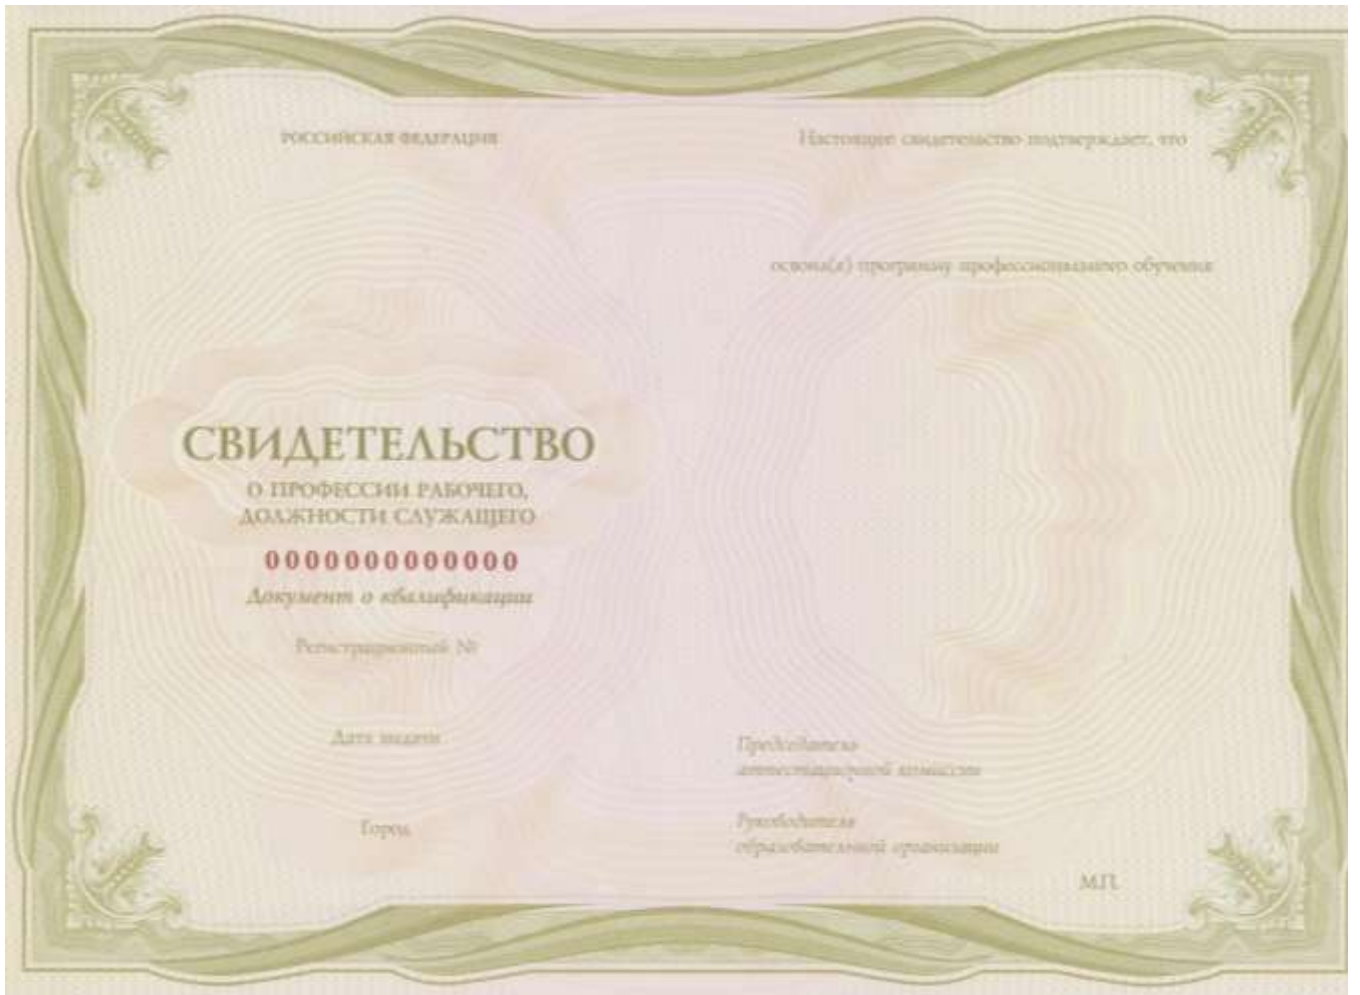 РОССИЙСКАЯ ФЕДЕРАЦИЯ
СВИДЕТЕЛЬСТВО
О ПРОФЕССИИ РАБОЧЕГО,
ДОЛЖНОСТИ СЛУЖАЩЕГО
0000000000000
Документ о квалификации
Регистрационный №
Дата выдачи
Город
Настоящее свидетельство подтверждает, что
освоил(а) программу профессионального обучения
Председатель
аттестационной комиссии
Руководитель
образовательной организации
М.П.